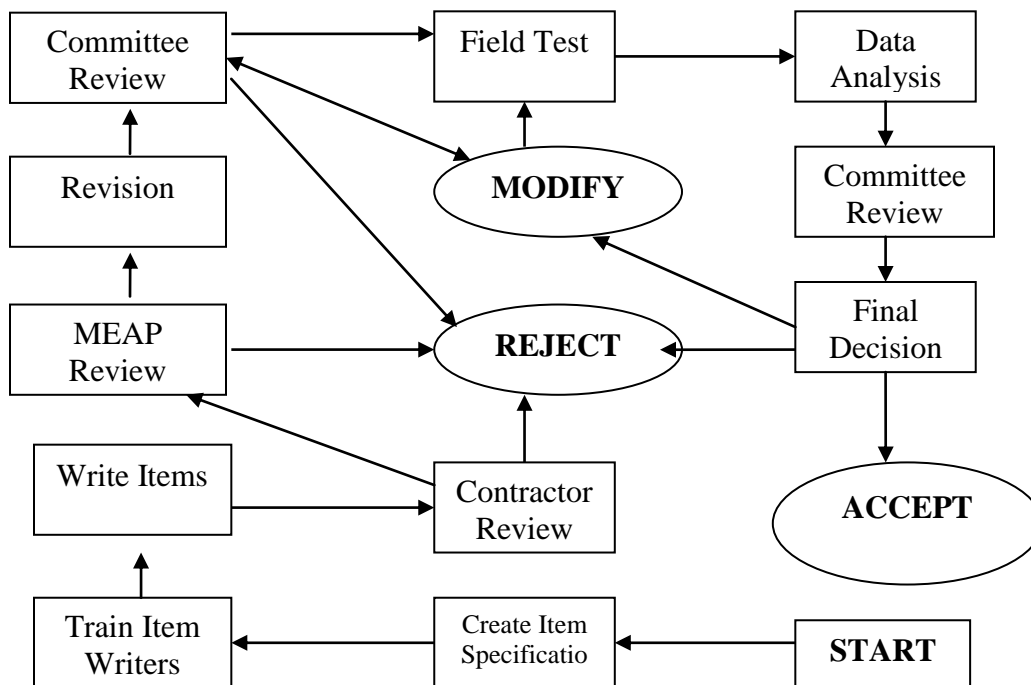 Committee
Review
Field Test
Data
Analysis
Revision
MODIFY
Committee
Review
MEAP
Review
REJECT
Final
Decision
Write Items
Contractor
Review
ACCEPT
Train Item
Writers
Create Item
Specificatio
START